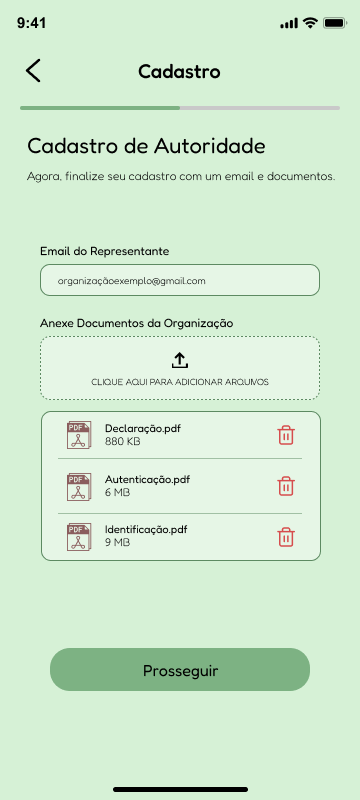 9:41
Cadastro
Cadastro de Autoridade
Agora, finalize seu cadastro com um email e documentos.
Email do Representante
organizaçãoexemplo@gmail.com
Anexe Documentos da Organização
CLIQUE AQUI PARA ADICIONAR ARQUIVOS
PDF
Declaração.pdf
880 KB
PDF
Autenticação.pdf
6 MB
PDF
Identificação.pdf
9 MB
Prosseguir